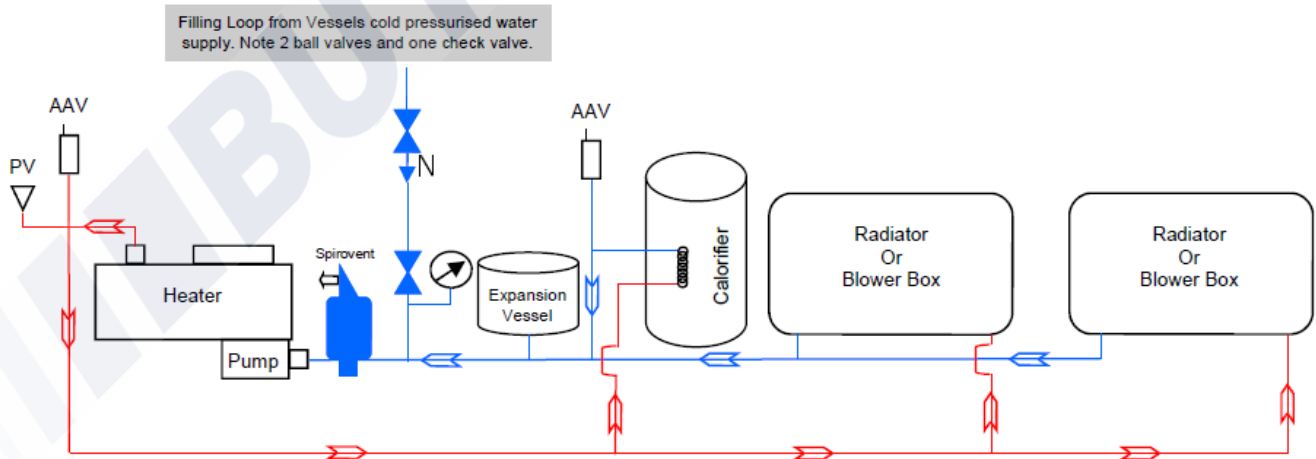 Filling Loop from Vessels cold pressurised water
supply. Note 2 ball valves and one check valve.
AAV
PV
Heater
Pump
Spirovent
N
Expansion
Vessel
AAV
Calorifier
Radiator
Or
Blower Box
Radiator
Or
Blower Box